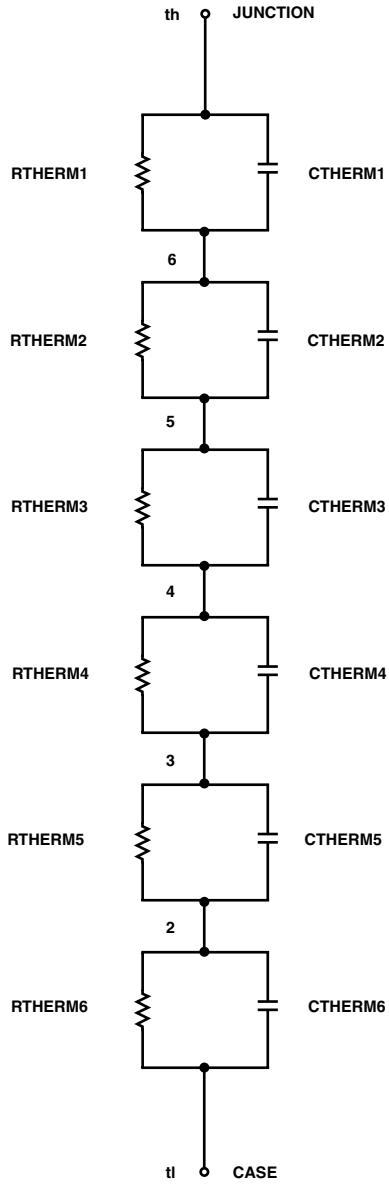 th JUNCTION
RTHERM1 CTHERM1
6
RTHERM2 CTHERM2
5
RTHERM3 CTHERM3
4
RTHERM4 CTHERM4
3
RTHERM5 CTHERM5
2
RTHERM6 CTHERM6
tl CASE